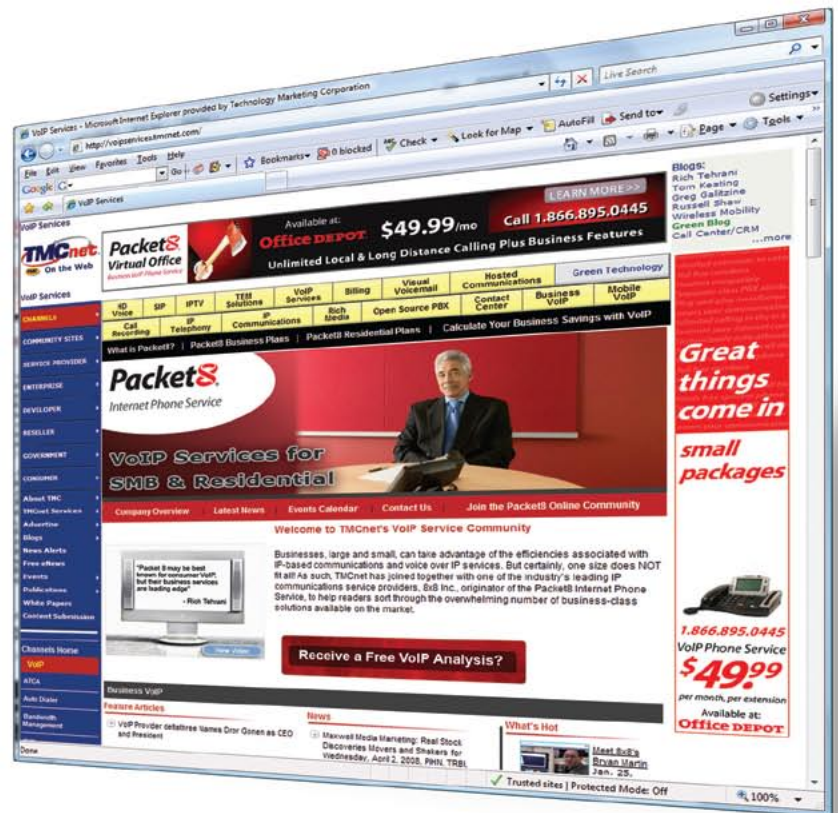 VoIP Services - Microsoft Internet Explorer provided by Technology Marketing Corporation
http://voipservices.tmcnet.com/
Live Search
File Edit View Favorites Tools Help
Google G Go Bookmarks 0 blocked Check Look for Map AutoFill Send to Settings
VoIP Services
Page Tools
VoIP Services
TMCnet
On the Web
VoIP Services
CHANNELS
COMMUNITY SITES
SERVICE PROVIDER
ENTERPRISE
DEVELOPER
RESELLER
GOVERNMENT
CONSUMER
About TMC
TMCnet Services
Advertise
Blogs
News Alerts
Free eNews
Events
Publications
White Papers
Content Submission
Channels Home
VoIP
ATCA
Auto Dialer
Bandwidth
Management
Packet8
Virtual Office
Business VoIP Phone Service
Available at:
Office DEPOT
$49.99/mo
LEARN MORE>>
Call 1.866.895.0445
Unlimited Local & Long Distance Calling Plus Business Features
HD Voice
SIP
IPTV
TEM Solutions
VoIP Services
Billing
Visual Voicemail
Hosted Communications
Green Technology
Call Recording
IP Telephony
IP Communications
Rich Media
Open Source PBX
Contact Center
Business VoIP
Mobile VoIP
What is Packet8? | Packet8 Business Plans | Packet8 Residential Plans | Calculate Your Business Savings with VoIP
Packet8
Internet Phone Service
VoIP Services for
SMB & Residential
Company Overview | Latest News | Events Calendar | Contact Us | Join the Packet8 Online Community
Welcome to TMCnet's VoIP Service Community
"Packet 8 may be best
known for consumer VoIP,
but their business services
are leading edge"
- Rich Tehrani
View Video
Businesses, large and small, can take advantage of the efficiencies associated with
IP-based communications and voice over IP services. But certainly, one size does NOT
fit all! As such, TMCnet has joined together with one of the industry's leading IP
communications service providers, 8x8 Inc., originator of the Packet8 Internet Phone
Service, to help readers sort through the overwhelming number of business-class
solutions available on the market.
Receive a Free VoIP Analysis?
Business VoIP
Feature Articles
VoIP Provider deltathree Names Dror Gonen as CEO
and President
News
Maxwell Media Marketing: Real Stock
Discoveries Movers and Shakers for
Wednesday, April 2, 2008, PIHN, TRBI,
What's Hot
Meet 8x8's
Bryan Martin
Jan. 25,
Blogs:
Rich Tehrani
Tom Keating
Greg Galitzine
Russell Shaw
Wireless Mobility
Green Blog
Call Center/CRM
...more
Great
things
come in
small
packages
1.866.895.0445
VoIP Phone Service
$49.99
per month, per extension
Available at:
Office DEPOT
Done
Trusted sites | Protected Mode: Off
100%